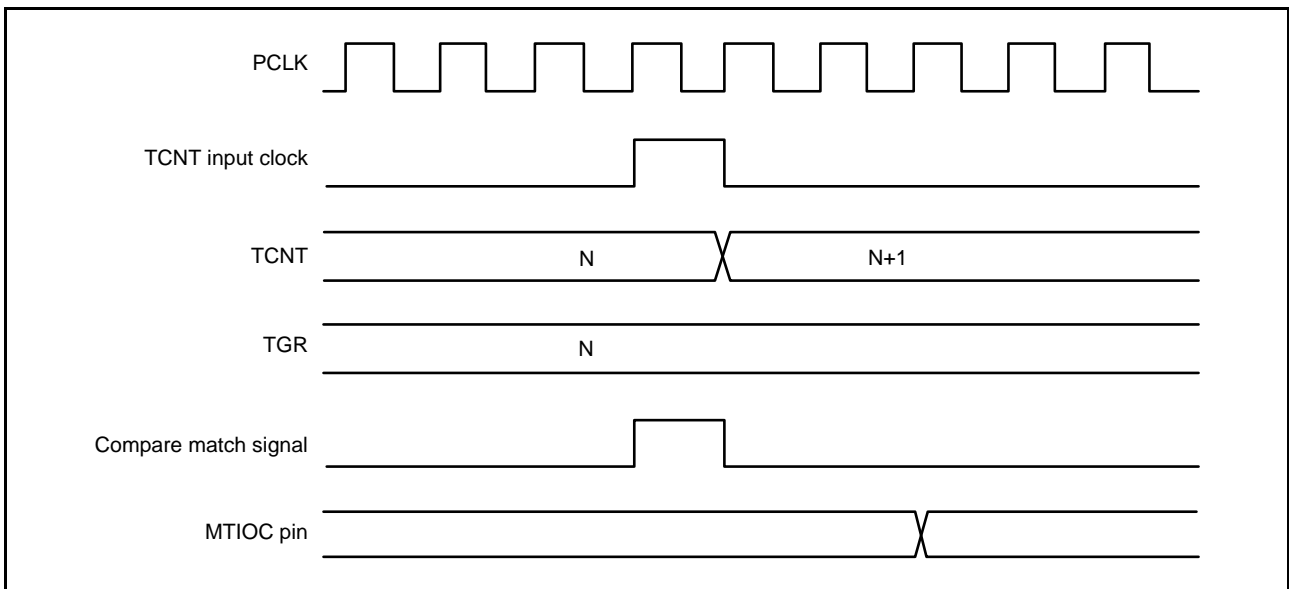 PCLK
TCNT input clock
TCNT
N
N+1
TGR
N
Compare match signal
MTIOC pin